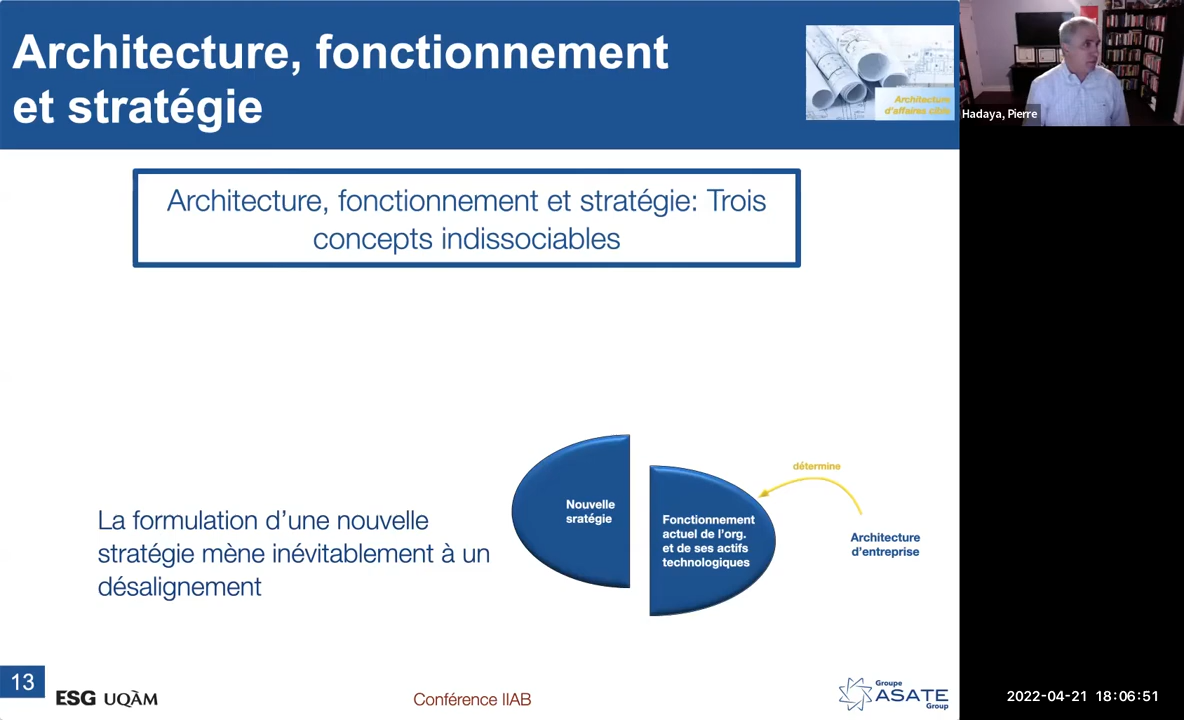 Architecture, fonctionnement
et stratégie
Architecture
d'affaires cible
Hadaya, Pierre
Architecture, fonctionnement et stratégie: Trois
concepts indissociables
détermine
Nouvelle
sratégie
Fonctionnement
actuel de l'org.
et de ses actifs
technologiques
Architecture
d'entreprise
La formulation d'une nouvelle
stratégie mène inévitablement à un
désalignement
13
ESG UQÀM
Conférence IIAB
Groupe
ASATE
Group
2022-04-21 18:06:51